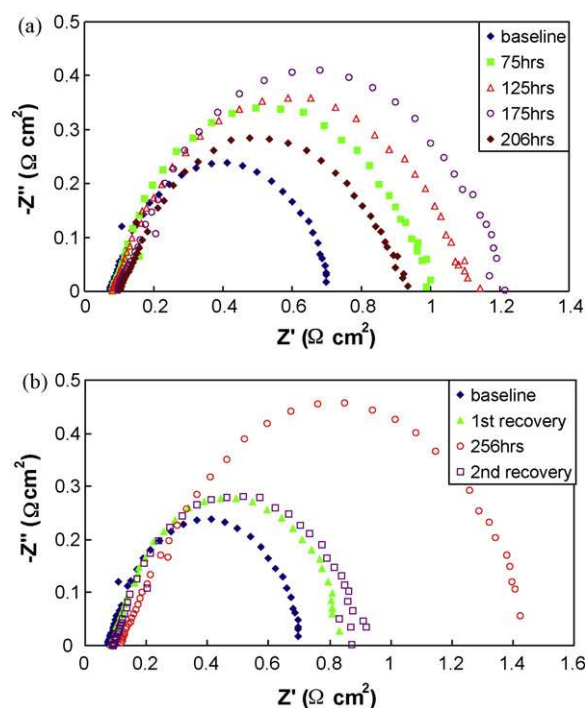 (a)
0.5
0.4
0.3
0.2
0.1
0
-Z" (Ω cm²)
baseline
75hrs
125hrs
175hrs
206hrs
0 0.2 0.4 0.6 0.8 1 1.2 1.4
Z' (Ω cm²)
(b)
0.5
0.4
0.3
0.2
0.1
0
-Z" (Ωcm²)
baseline
1st recovery
256hrs
2nd recovery
0 0.2 0.4 0.6 0.8 1 1.2 1.4 1.6
Z' (Ω cm²)